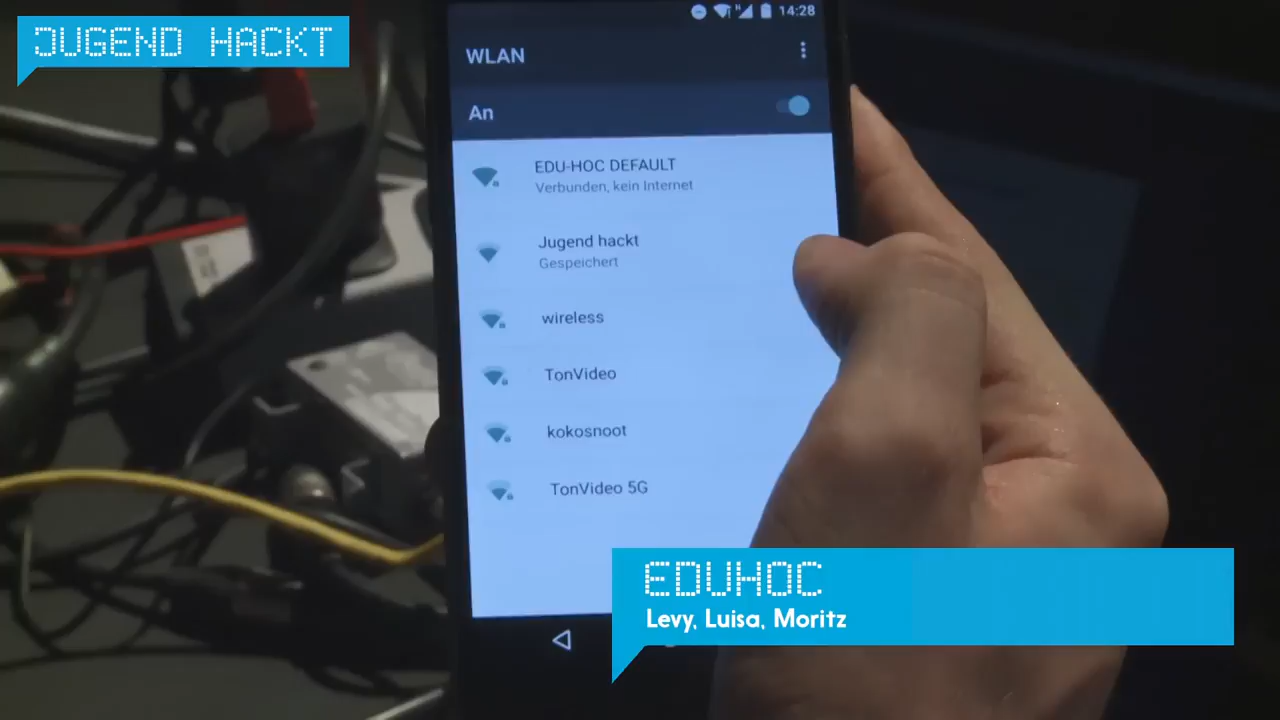 JUGEND HACKT
14:28
WLAN
An
EDU-HOC DEFAULT
Verbunden, kein Internet
Jugend hackt
Gespeichert
wireless
TonVideo
kokosnoot
TonVideo 5G
EDUHOC
Levy, Luisa, Moritz